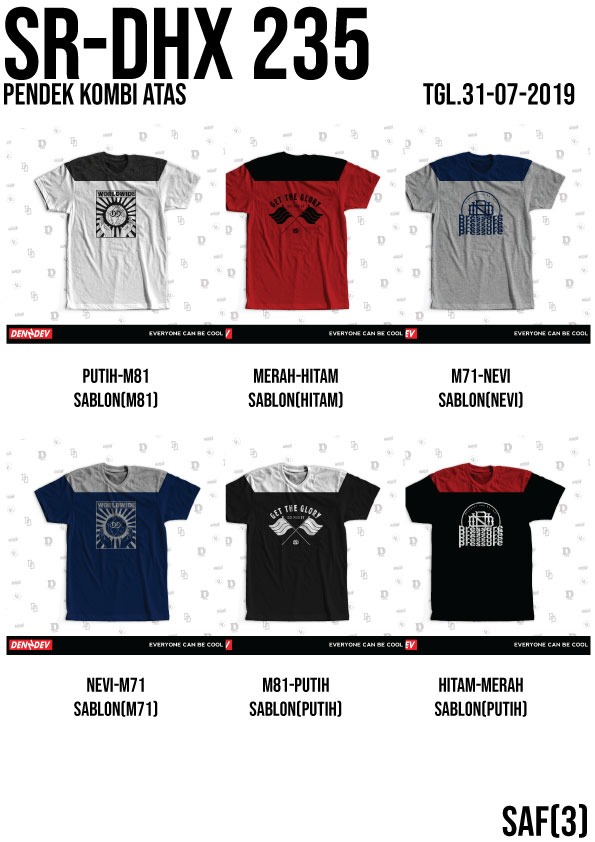 SR-DHX 235
PENDEK KOMBI ATAS
TGL.31-07-2019
WORLDWIDE
GET THE GLORY
Pressure
DENDEV
EVERYONE CAN BE COOL
EVERYONE CAN BE COOL
EV
EVERYONE CAN BE COOL
PUTIH-M81
SABLON(M81)
MERAH-HITAM
SABLON(HITAM)
M71-NEVI
SABLON(NEVI)
WORLDWIDE
GET THE GLORY
Pressure
DENDEV
EVERYONE CAN BE COOL
EVERYONE CAN BE COOL
EV
EVERYONE CAN BE COOL
NEVI-M71
SABLON(M71)
M81-PUTIH
SABLON(PUTIH)
HITAM-MERAH
SABLON(PUTIH)
SAF(3)